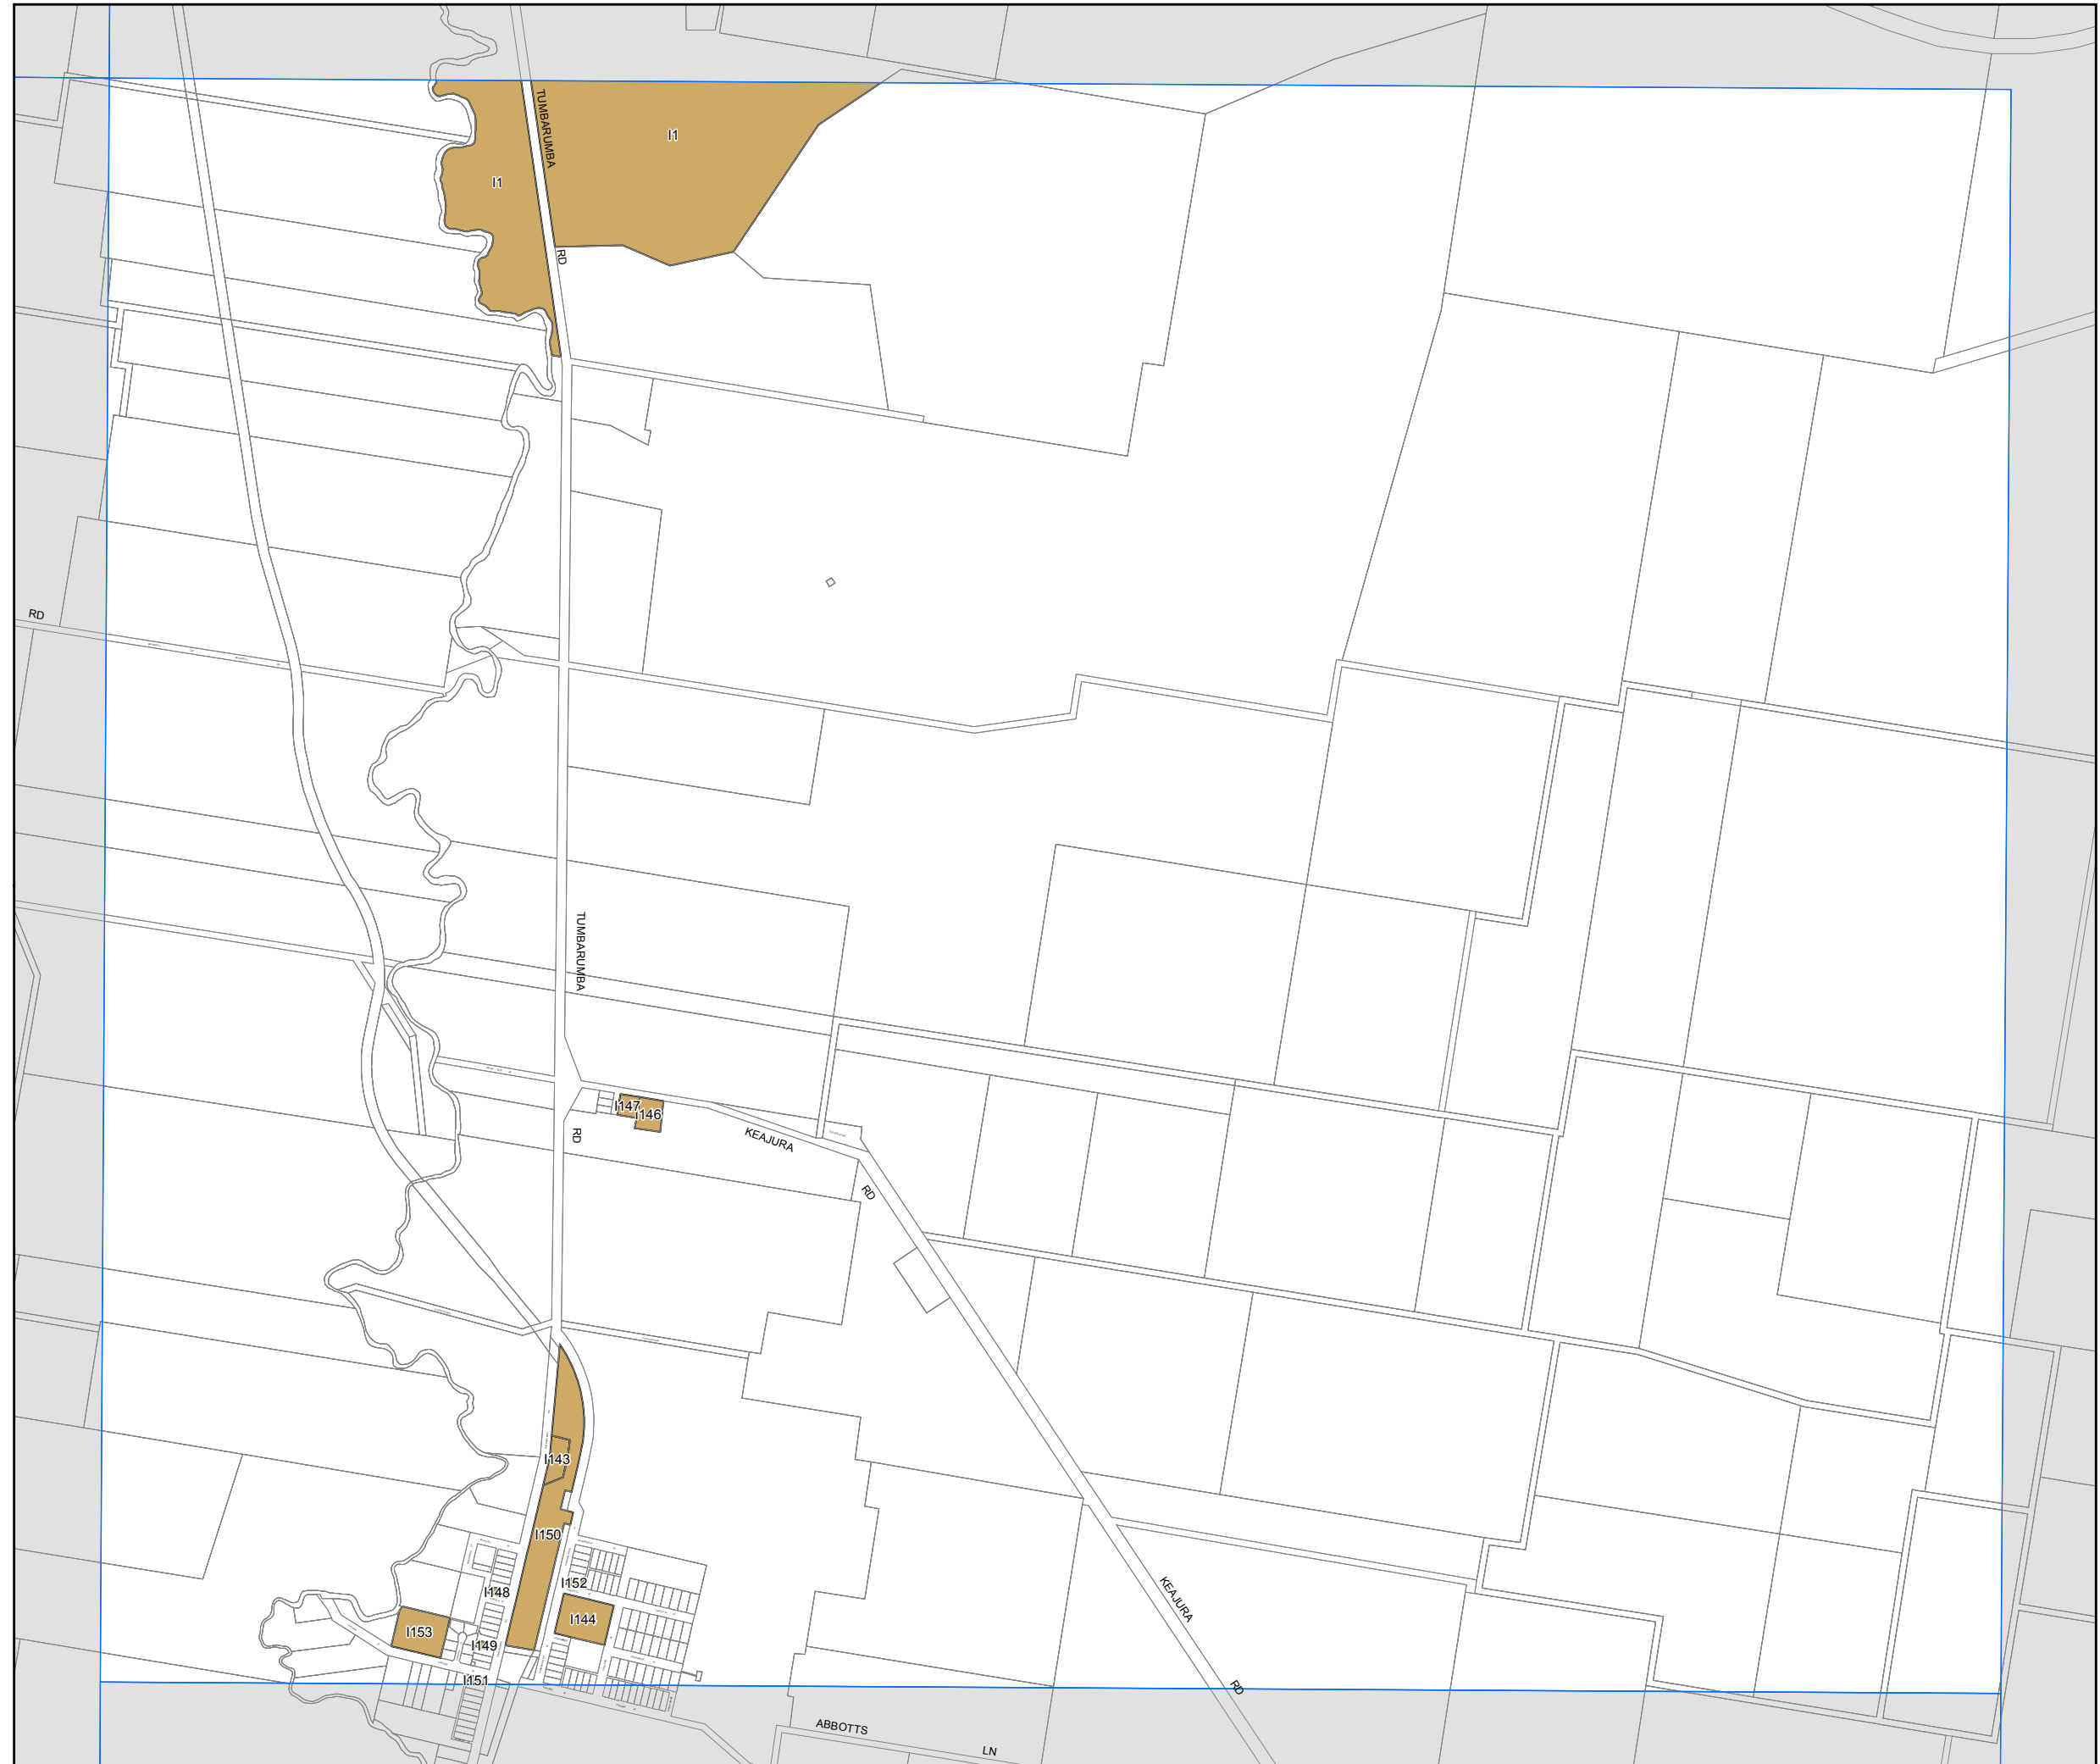 I1
TUMBARUMBA
I1
RD
RD
TUMBARUMBA
I147
I146
RD
KEAJURA
RD
I143
I150
I152
I148
I144
I153
I149
I151
KEAJURA
RD
ABBOTTS
LN